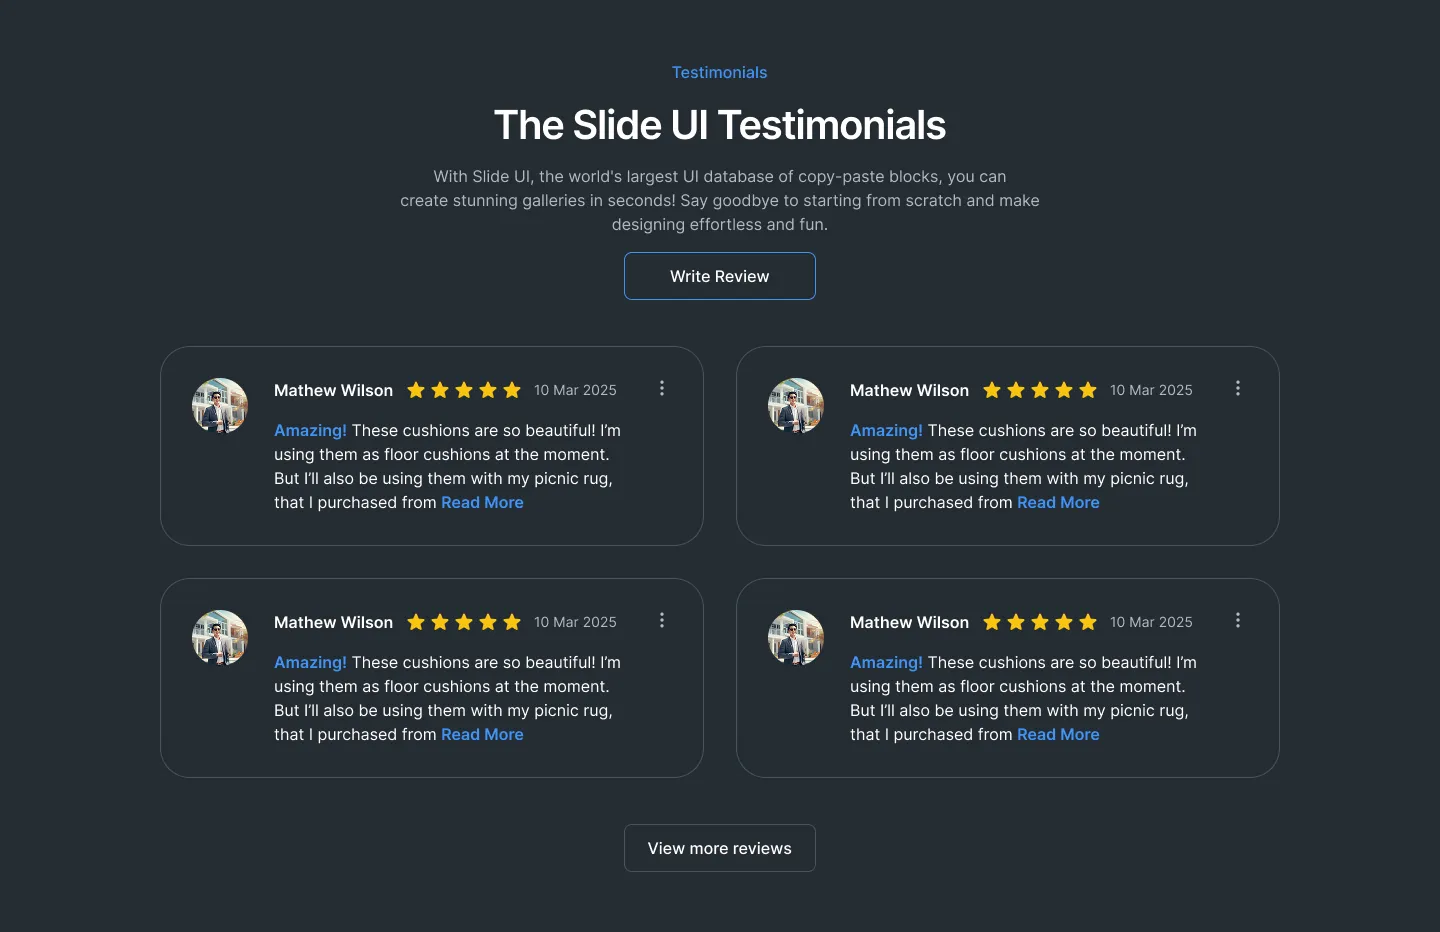 Testimonials
The Slide UI Testimonials
With Slide UI, the world's largest UI database of copy-paste blocks, you can
create stunning galleries in seconds! Say goodbye to starting from scratch and make
designing effortless and fun.
Write Review
Mathew Wilson 10 Mar 2025
Amazing! These cushions are so beautiful! I’m
using them as floor cushions at the moment.
But I’ll also be using them with my picnic rug,
that I purchased from Read More
Mathew Wilson 10 Mar 2025
Amazing! These cushions are so beautiful! I’m
using them as floor cushions at the moment.
But I’ll also be using them with my picnic rug,
that I purchased from Read More
Mathew Wilson 10 Mar 2025
Amazing! These cushions are so beautiful! I’m
using them as floor cushions at the moment.
But I’ll also be using them with my picnic rug,
that I purchased from Read More
Mathew Wilson 10 Mar 2025
Amazing! These cushions are so beautiful! I’m
using them as floor cushions at the moment.
But I’ll also be using them with my picnic rug,
that I purchased from Read More
View more reviews